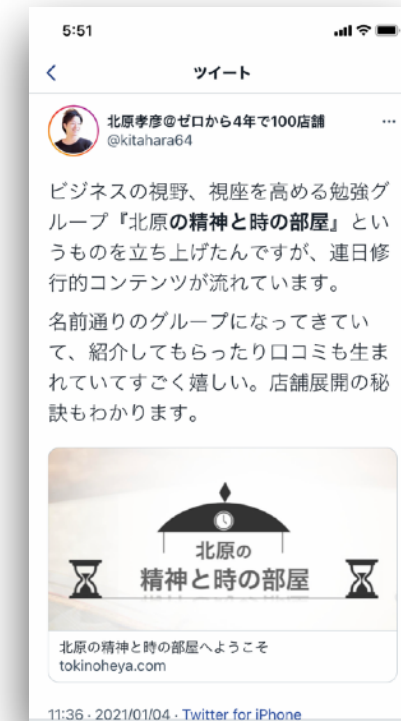 5:51
ツイート
北原孝彦@ゼロから4年で100店舗
@kitahara64
ビジネスの視野、視座を高める勉強グ
ループ『北原の精神と時の部屋』とい
うものを立ち上げたんですが、連日修
行的コンテンツが流れています。
名前通りのグループになってきてい
て、紹介してもらったり口コミも生ま
れていてすごく嬉しい。店舗展開の秘
訣もわかります。
北原の
精神と時の部屋
北原の精神と時の部屋へようこそ
tokinoheya.com
11:36 · 2021/01/04 · Twitter for iPhone